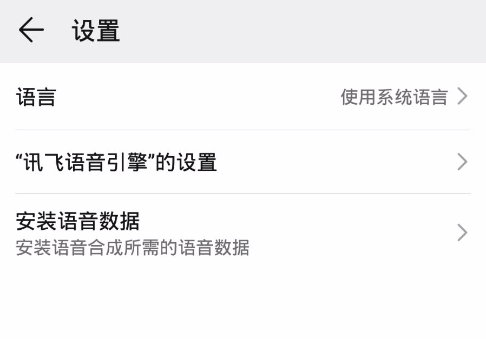 设置
语言
使用系统语言
“讯飞语音引擎”的设置
安装语音数据
安装语音合成所需的语音数据